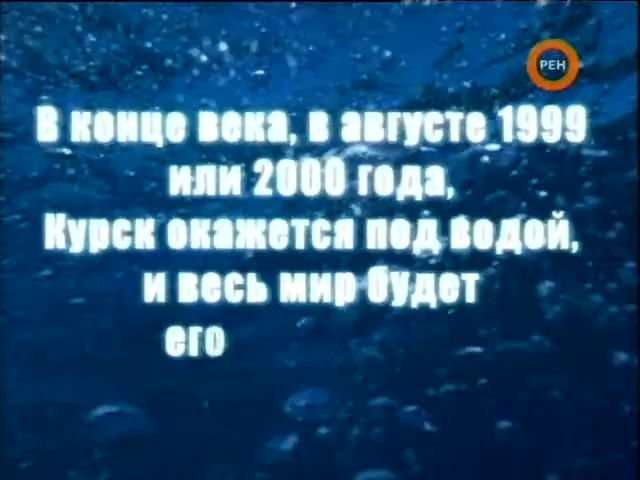 РЕН
В конце века, в августе 1999
или 2000 года,
Курск окажется под водой,
и весь мир будет
его